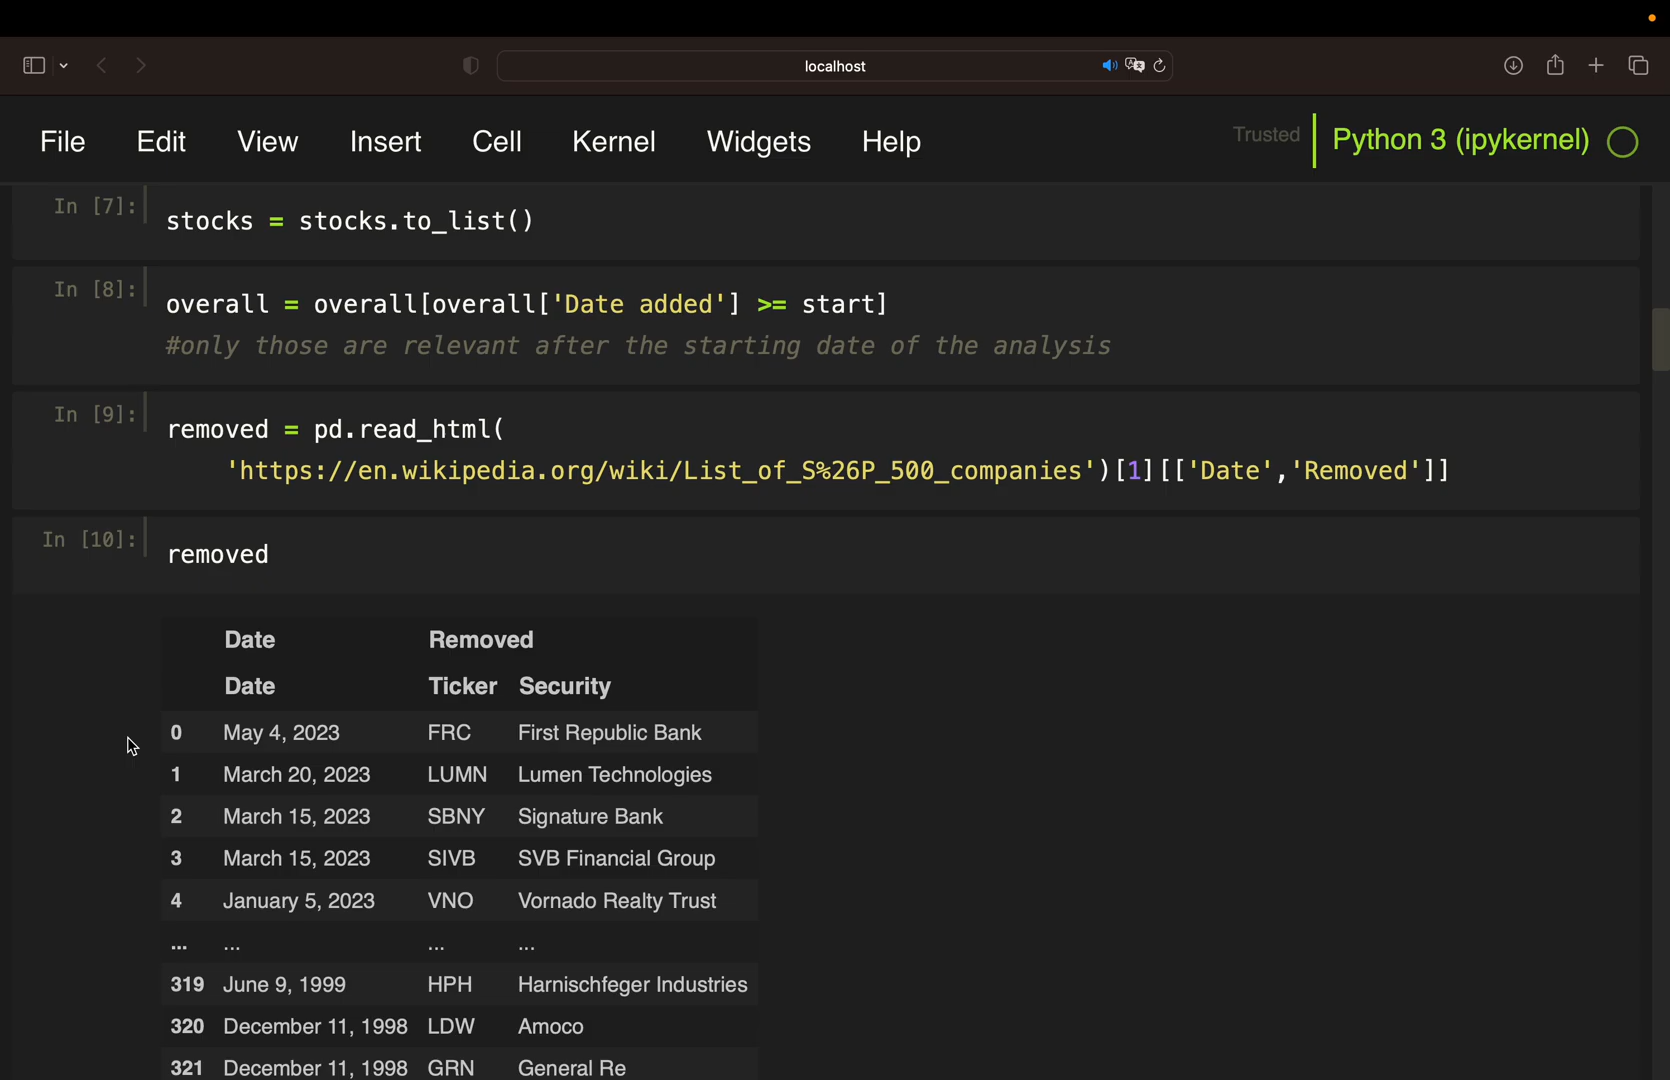 localhost
File Edit View Insert Cell Kernel Widgets Help Trusted Python 3 (ipykernel)
In [7]: stocks = stocks.to_list()
In [8]: overall = overall[overall['Date added'] >= start]
#only those are relevant after the starting date of the analysis
In [9]: removed = pd.read_html(
'https://en.wikipedia.org/wiki/List_of_S%26P_500_companies')[1][['Date','Removed']]
In [10]: removed
Date Removed
Date Ticker Security
0 May 4, 2023 FRC First Republic Bank
1 March 20, 2023 LUMN Lumen Technologies
2 March 15, 2023 SBNY Signature Bank
3 March 15, 2023 SIVB SVB Financial Group
4 January 5, 2023 VNO Vornado Realty Trust
... ... ... ...
319 June 9, 1999 HPH Harnischfeger Industries
320 December 11, 1998 LDW Amoco
321 December 11, 1998 GRN General Re